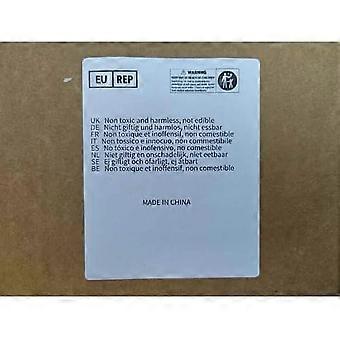 EU REP
WARNING
UK Non toxic and harmless, not edible
DE Nicht giftig und harmlos, nicht essbar
FR Non toxique et inoffensif, non comestible
IT Non tossico e innocuo, non commestibile
ES No tóxico e inofensivo, no comestible
NL Niet giftig en onschadelijk, niet eetbaar
SE Ej giftigt och ofarligt, ej ätbart
BE Non toxique et inoffensif, non comestible
MADE IN CHINA